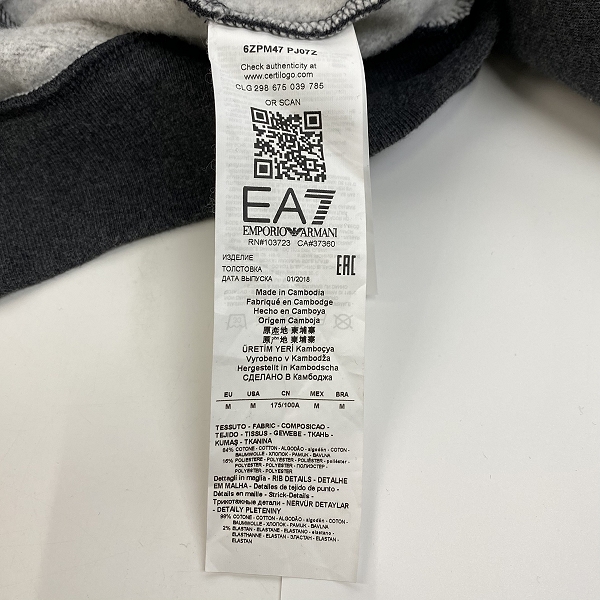 6ZPM47 PJ07Z
Check authenticity at
www.certilogo.com
CLG 298 675 039 785
OR SCAN
EA7
EMPORIO ARMANI
RN#103723 CA#37360
ИЗДЕЛИЕ
ТОЛСТОВКА
ДАТА ВЫПУСКА 01/2018
EAC
Made in Cambodia
Fabriqué en Cambodge
Hecho en Camboya
Origem Camboja
原産地 柬埔寨
原产地 柬埔寨
ÜRETİM YERİ Kamboçya
Vyrobeno v Kambodža
Hergestellt in Kambodscha
СДЕЛАНО В Камбоджа
EU USA CN MEX BRA
M M 175/100A M M
TESSUTO - FABRIC - COMPOSICAO -
TEJIDO - TISSUS - GEWEBE - ТКАНЬ -
KUMAŞ - TKANINA
84% COTONE - COTTON - ALGODÃO - algodón - COTON -
BAUMWOLLE - ХЛОПОК - PAMUK - BAVLNA
16% POLIESTERE - POLYESTER - POLIÉSTER - poliéster -
POLYESTER - POLYESTER - ПОЛИЭСТЕР -
POLYESTER - POLYESTER
Dettagli in maglia - RIB DETAILS - DETALHE
EM MALHA - Detalles de tejido de punto -
Détails en maille - Strick-Details -
Трикотажные детали - NERVÜR DETAYLAR
- DETAILY PLETENINY
98% COTONE - COTTON - ALGODÃO - algodón - COTON -
BAUMWOLLE - ХЛОПОК - PAMUK - BAVLNA
2% ELASTAN - ELASTANE - ELASTANO - elastano -
ELASTHANNE - ELASTAN - ЭЛАСТАН - ELASTAN -
ELASTAN